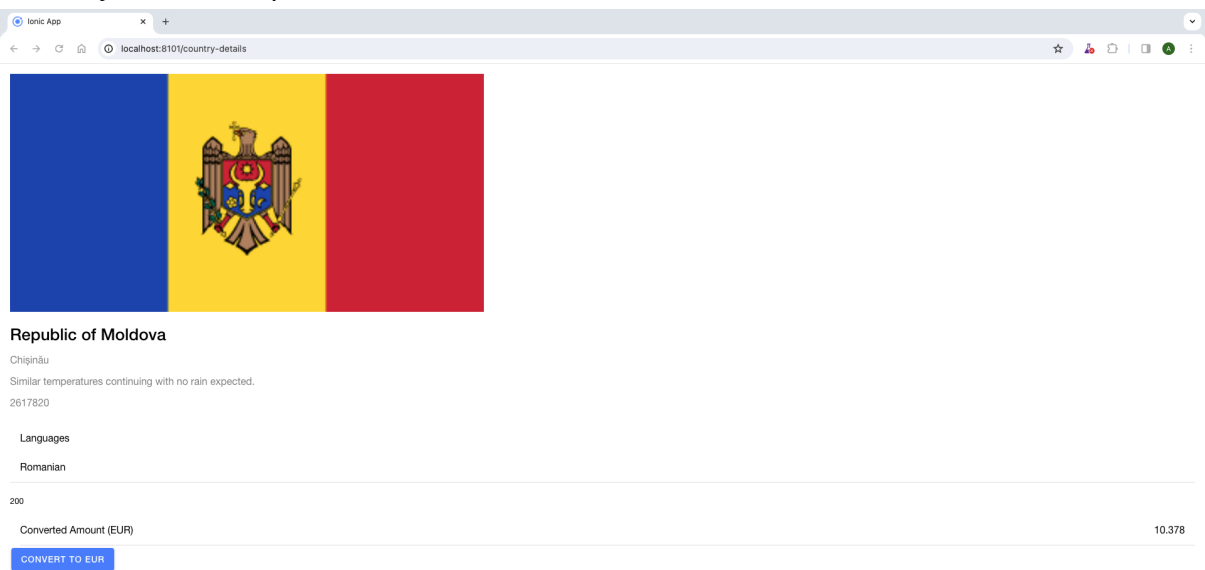 Ionic App
localhost:8101/country-details
A
Republic of Moldova
Chișinău
Similar temperatures continuing with no rain expected.
2617820
Languages
Romanian
200
Converted Amount (EUR) 10.378
CONVERT TO EUR